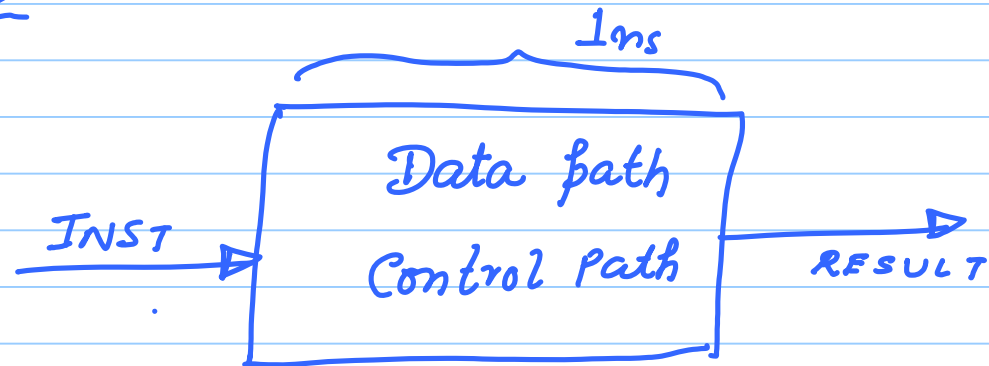 1ns
Data path
INST
Control Path
RESULT